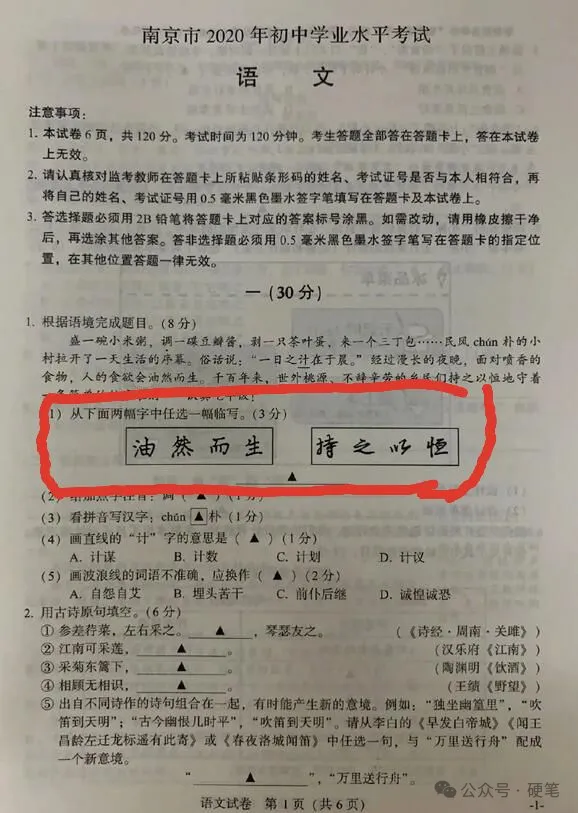 南京市 2020 年初中学业水平考试
语 文
注意事项:
1. 本试卷 6 页，共 120 分。考试时间为 120 分钟。考生答题全部答在答题卡上，答在本试卷
上无效。
2. 请认真核对监考教师在答题卡上所粘贴条形码的姓名、考试证号是否与本人相符合，再
将自己的姓名、考试证号用 0.5 毫米黑色墨水签字笔填写在答题卡及本试卷上。
3. 答选择题必须用 2B 铅笔将答题卡上对应的答案标号涂黑。如需改动，请用橡皮擦干净
后，再选涂其他答案。答非选择题必须用 0.5 毫米黑色墨水签字笔写在答题卡的指定位
置，在其他位置答题一律无效。
一 (30 分)
1. 根据语境完成题目。(8 分)
盛一碗小米粥，调一碟豆瓣酱，剥一只茶叶蛋，来一个三丁包……民风 chún 朴的小
村拉开了一天生活的序幕。俗话说：“一日之计在于晨。”经过漫长的夜晚，面对喷香的
食物，人的食欲会油然而生。千百年来，世外桃源、不辞辛劳的乡民们持之以恒地守着
1) 从下面两幅字中任选一幅临写。(3 分)
油然而生 持之以恒
▲
(2) 给加点字注音：调（ ▲ ）(1 分)
(3) 看拼音写汉字：chún ▲ 朴 (1 分)
(4) 画直线的“计”字的意思是（ ▲ ）(1 分)
A. 计谋 B. 计数 C. 计划 D. 计议
(5) 画波浪线的词语不准确，应换作（ ▲ ）(2 分)
A. 自怨自艾 B. 埋头苦干 C. 前仆后继 D. 诚惶诚恐
2. 用古诗原句填空。(6 分)
① 参差荇菜，左右采之。 ▲ ，琴瑟友之。 (《诗经·周南·关雎》)
② 江南可采莲， ▲ 。 (汉乐府《江南》)
③ 采菊东篱下， ▲ 。 (陶渊明《饮酒》)
④ 相顾无相识， ▲ 。 (王绩《野望》)
⑤ 出自不同诗作的诗句组合在一起，有时能产生新的意境。例如：“独坐幽篁里”，“吹
笛到天明”；“古今幽恨几时平”，“吹笛到天明”。请从李白的《早发白帝城》《闻王
昌龄左迁龙标遥有此寄》或《春夜洛城闻笛》中任选一句，与“万里送行舟”配成
一个新意境。
“ ▲ ”，“万里送行舟”。
语文试卷 第 1 页（共 6 页）
-1-
公众号·硬笔